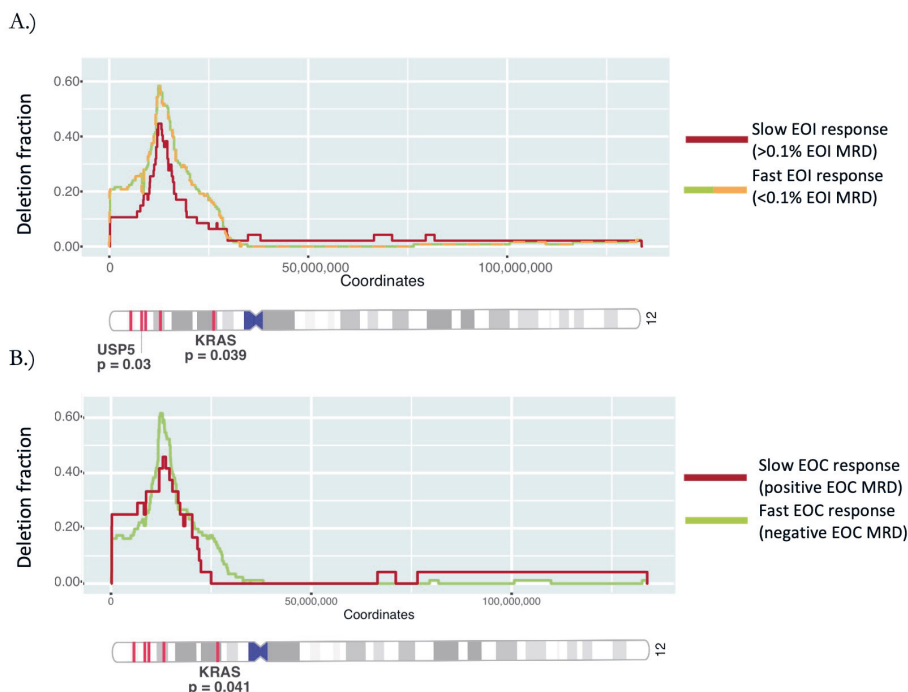 A.)
Deletion fraction
0.60
0.40
0.20
0.00
0
50,000,000
100,000,000
Coordinates
Slow EOI response
(>0.1% EOI MRD)
Fast EOI response
(<0.1% EOI MRD)
12
USP5
p = 0.03
KRAS
p = 0.039
B.)
Deletion fraction
0.60
0.40
0.20
0.00
0
50,000,000
100,000,000
Coordinates
Slow EOC response
(positive EOC MRD)
Fast EOC response
(negative EOC MRD)
12
KRAS
p = 0.041